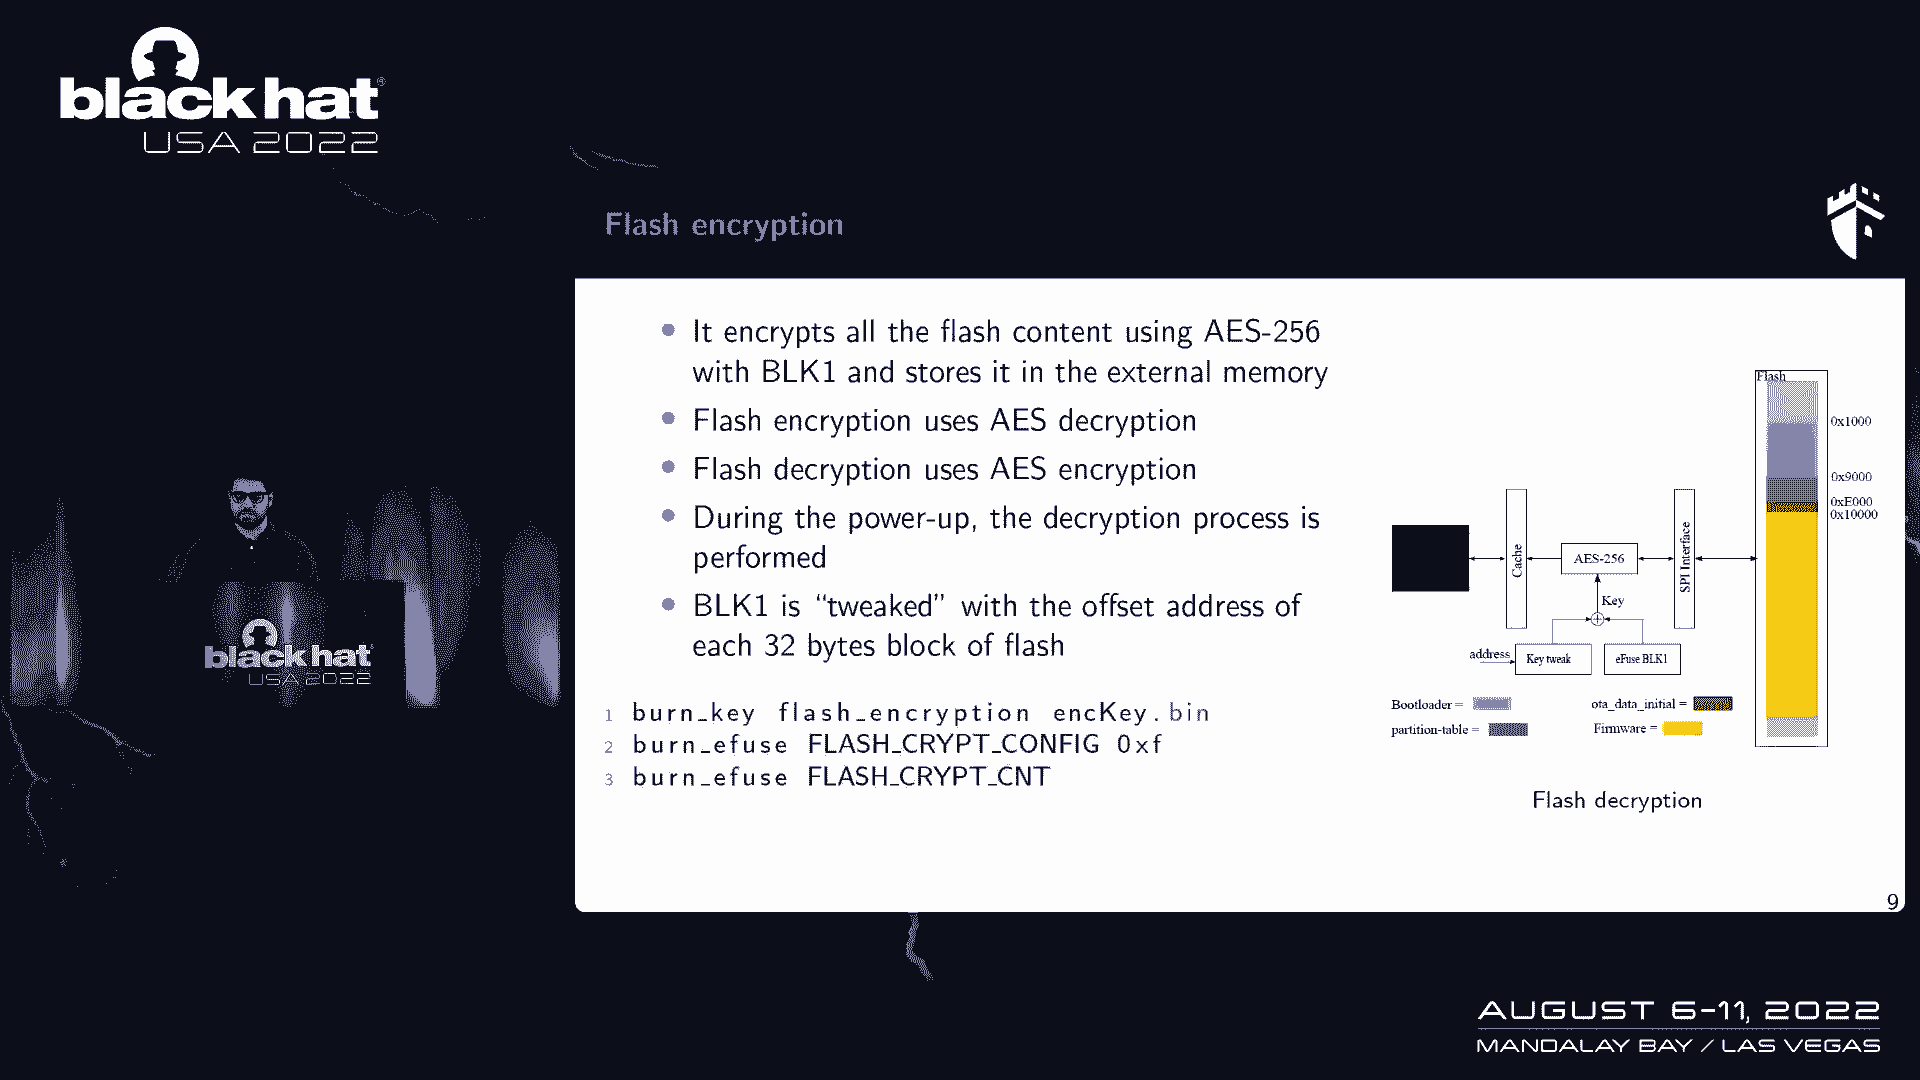 black hat®
USA 2022
Flash encryption
It encrypts all the flash content using AES-256
with BLK1 and stores it in the external memory
Flash encryption uses AES decryption
Flash decryption uses AES encryption
During the power-up, the decryption process is
performed
BLK1 is “tweaked” with the offset address of
each 32 bytes block of flash
1 burn_key flash_encryption encKey.bin
2 burn_efuse FLASH_CRYPT_CONFIG 0xf
3 burn_efuse FLASH_CRYPT_CNT
Flash
0x1000
0x9000
0xE000
0x10000
Cache
AES-256
SPI Interface
Key
address
Key tweak
eFuse BLK1
Bootloader =
ota_data_initial =
partition-table =
Firmware =
Flash decryption
9
black hat
USA 2022
AUGUST 6-11, 2022
MANDALAY BAY / LAS VEGAS